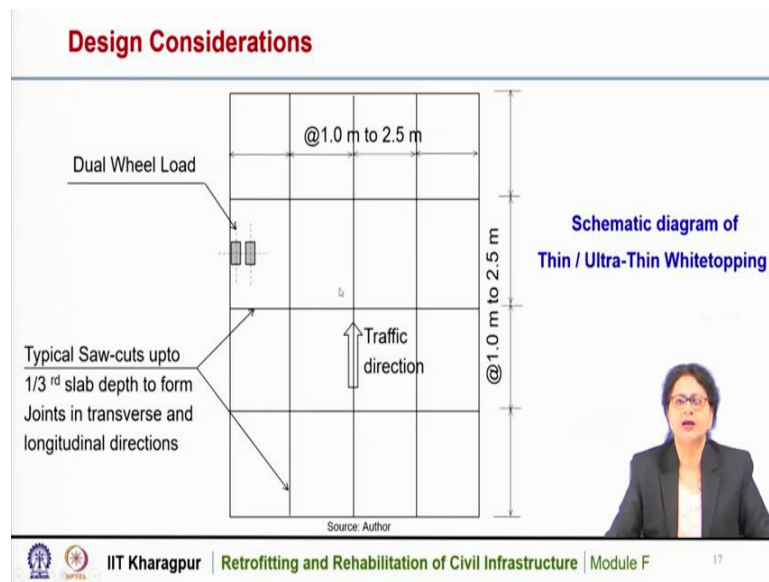 Design Considerations
@1.0 m to 2.5 m
Dual Wheel Load
Schematic diagram of
Thin / Ultra-Thin Whitetopping
@1.0 m to 2.5 m
Traffic
direction
Typical Saw-cuts upto
1/3 rd slab depth to form
Joints in transverse and
longitudinal directions
Source: Author
NPTEL
IIT Kharagpur | Retrofitting and Rehabilitation of Civil Infrastructure | Module F
17